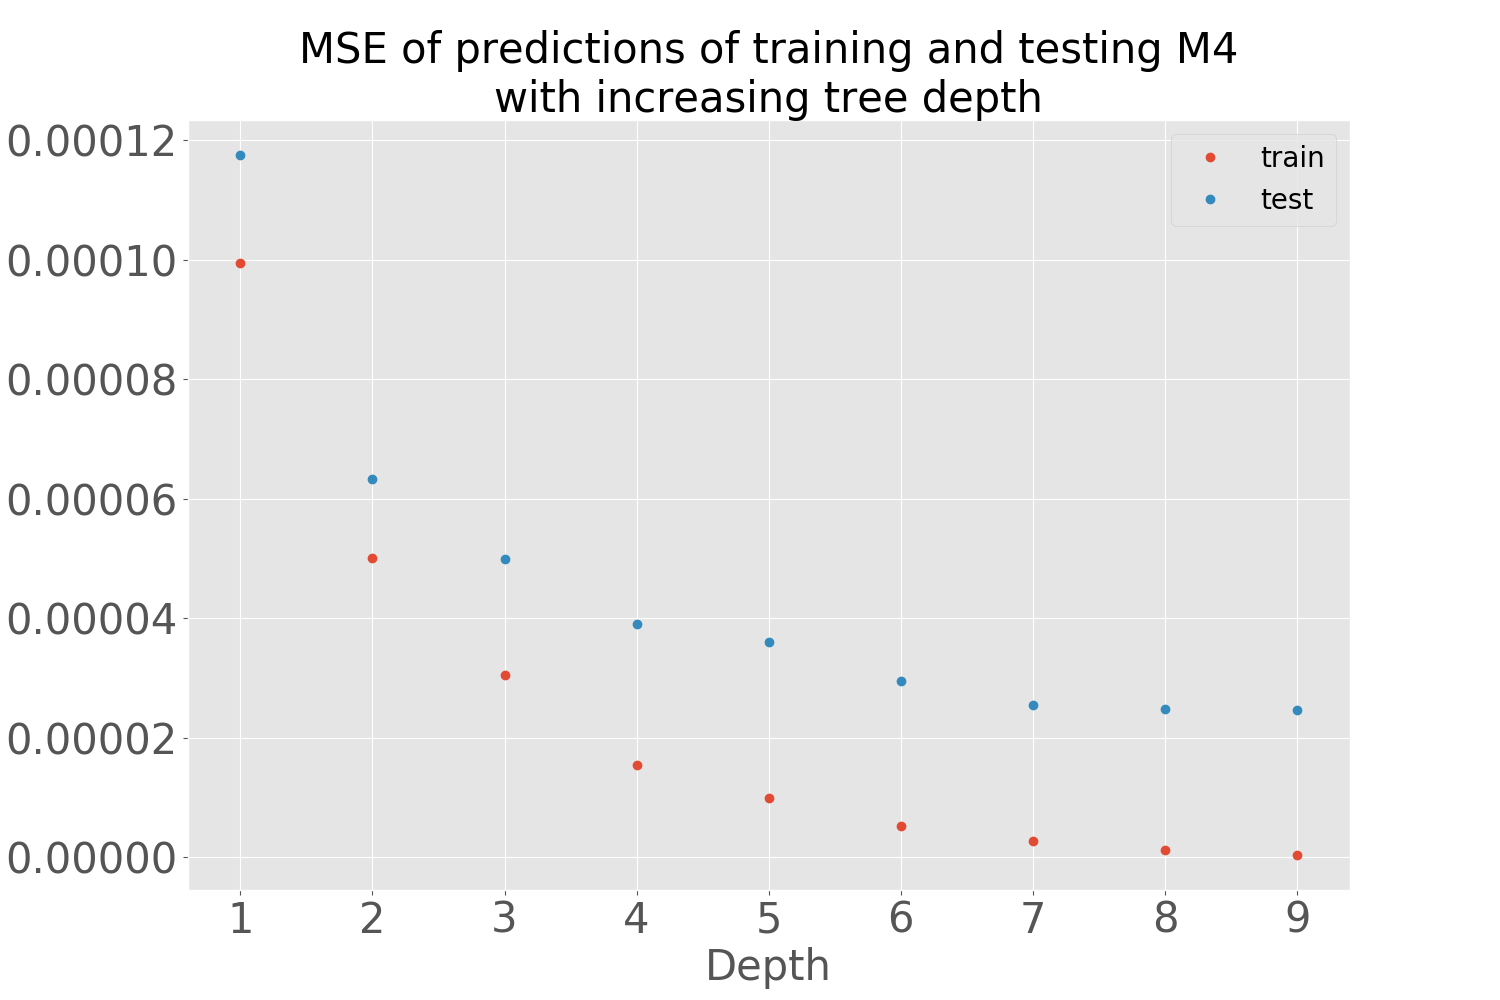 MSE of predictions of training and testing M4
with increasing tree depth
0.00012
0.00010
0.00008
0.00006
0.00004
0.00002
0.00000
train
test
1 2 3 4 5 6 7 8 9
Depth